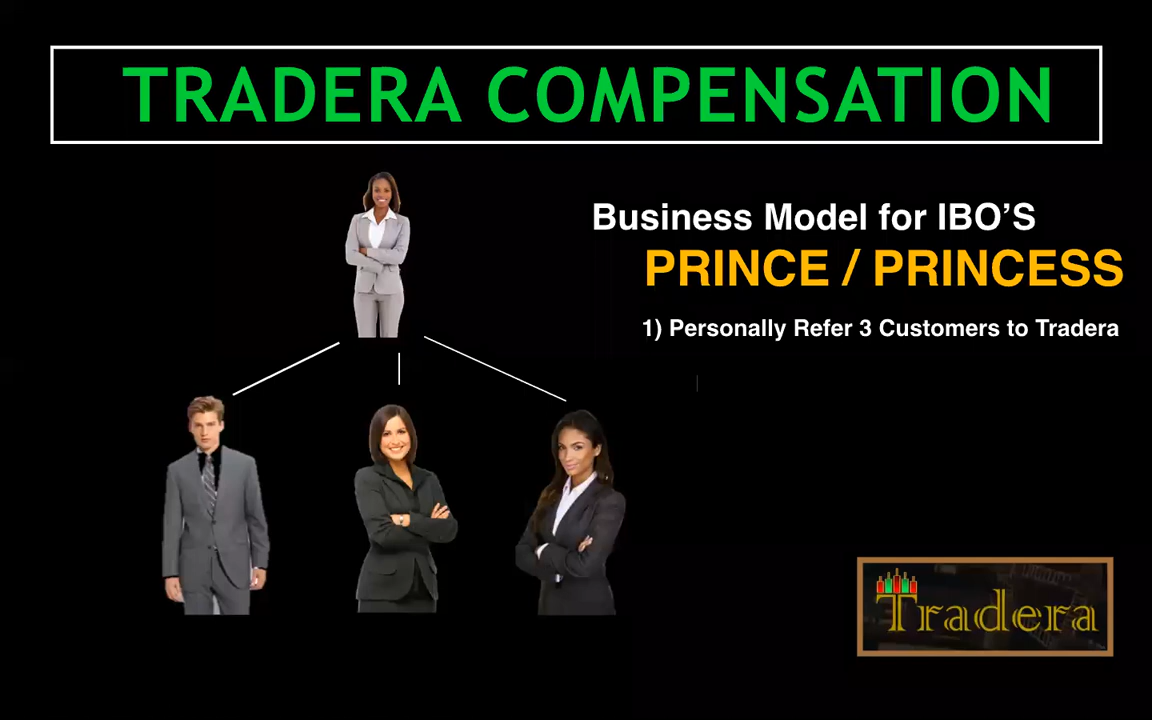 TRADERA COMPENSATION
Business Model for IBO'S
PRINCE / PRINCESS
1) Personally Refer 3 Customers to Tradera
Tradera